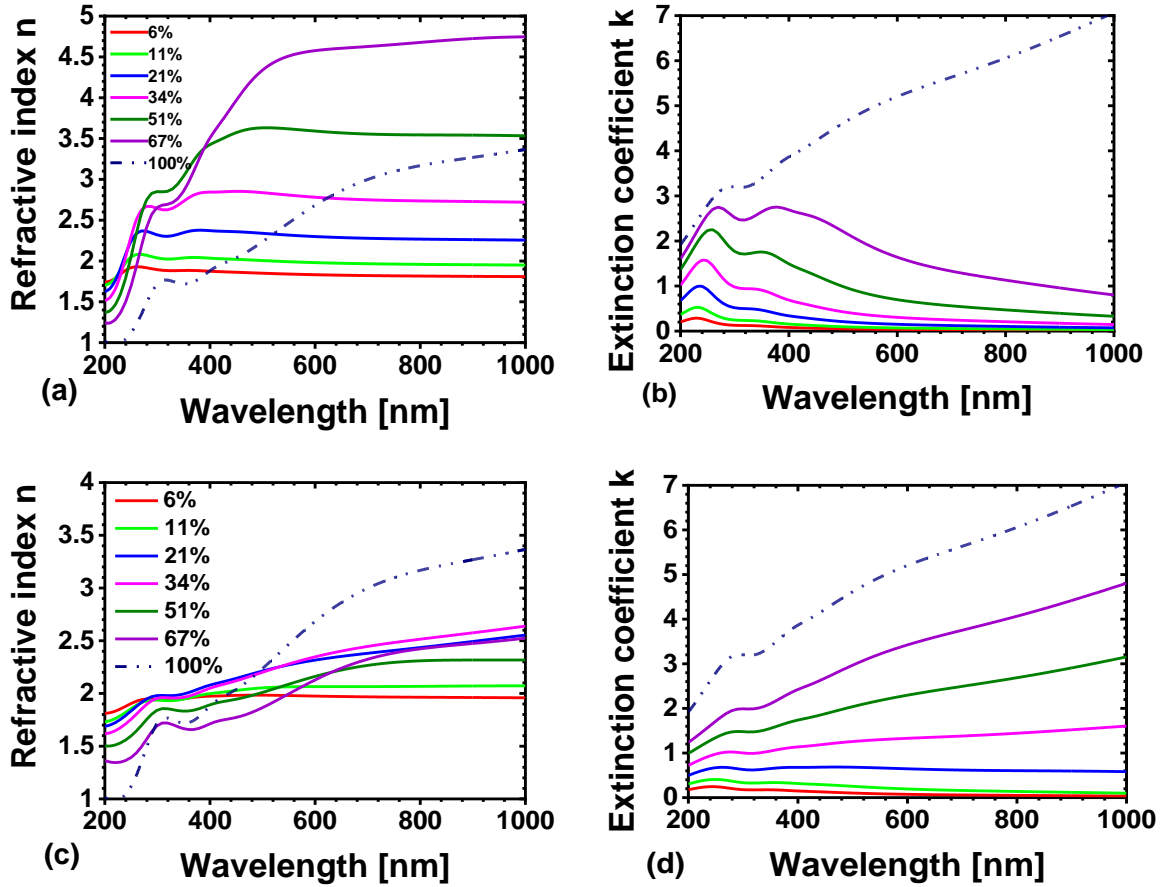 Refractive index n
5
4.5
4
3.5
3
2.5
2
1.5
1
6%
11%
21%
34%
51%
67%
100%
200 400 600 800 1000
Wavelength [nm]
(a)
Extinction coefficient k
7
6
5
4
3
2
1
0
200 400 600 800 1000
Wavelength [nm]
(b)
Refractive index n
4
3.5
3
2.5
2
1.5
1
6%
11%
21%
34%
51%
67%
100%
200 400 600 800 1000
Wavelength [nm]
(c)
Extinction coefficient k
7
6
5
4
3
2
1
0
200 400 600 800 1000
Wavelength [nm]
(d)